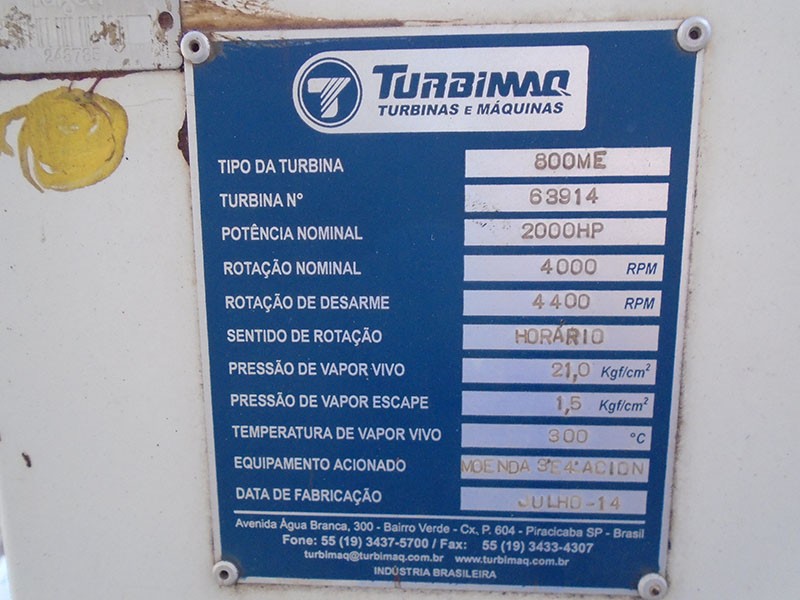 TURBIMAQ
TURBINAS E MÁQUINAS
TIPO DA TURBINA 800ME
TURBINA Nº 63914
POTÊNCIA NOMINAL 2000HP
ROTAÇÃO NOMINAL 4000 RPM
ROTAÇÃO DE DESARME 4400 RPM
SENTIDO DE ROTAÇÃO HORÁRIO
PRESSÃO DE VAPOR VIVO 21,0 Kgf/cm²
PRESSÃO DE VAPOR ESCAPE 1,5 Kgf/cm²
TEMPERATURA DE VAPOR VIVO 300 °C
EQUIPAMENTO ACIONADO MOENDA 3E4 ACION
DATA DE FABRICAÇÃO JULHO-14
Avenida Água Branca, 300 - Bairro Verde - Cx, P. 604 - Piracicaba SP - Brasil
Fone: 55 (19) 3437-5700 / Fax: 55 (19) 3433-4307
turbimaq@turbimaq.com.br www.turbimaq.com.br
INDÚSTRIA BRASILEIRA